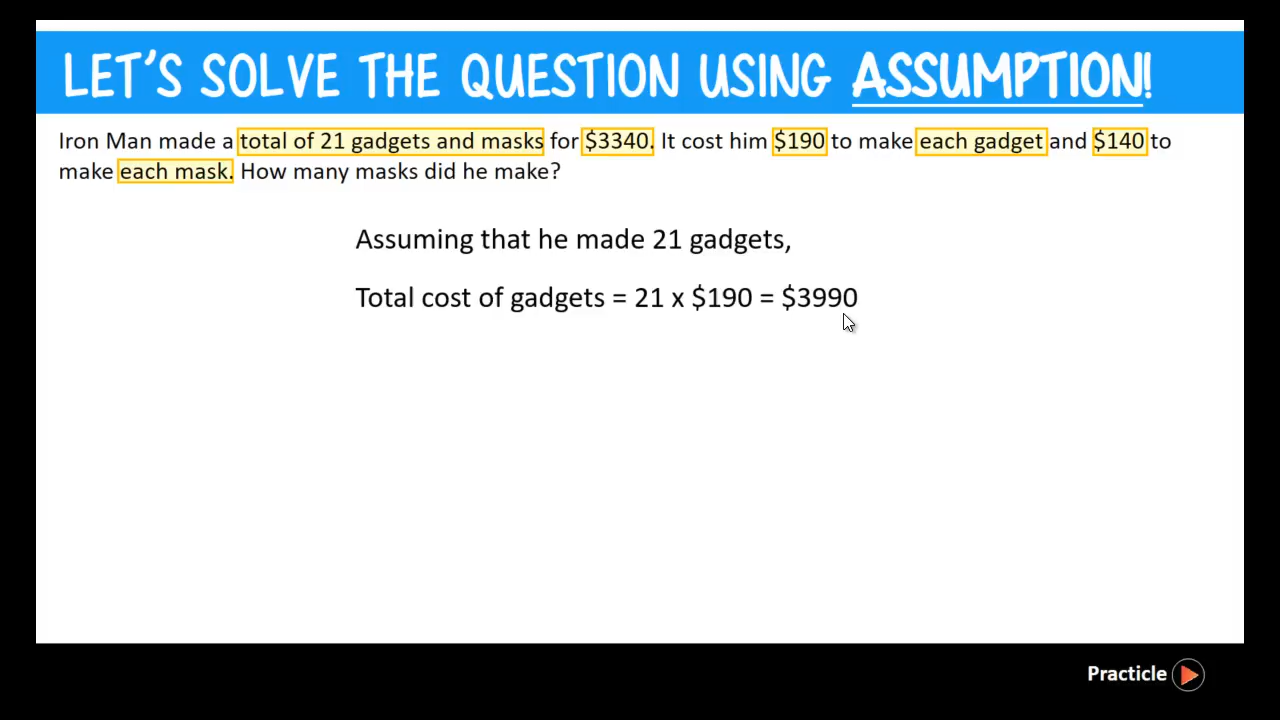 LET'S SOLVE THE QUESTION USING ASSUMPTION!
Iron Man made a total of 21 gadgets and masks for $3340. It cost him $190 to make each gadget and $140 to
make each mask. How many masks did he make?
Assuming that he made 21 gadgets,
Total cost of gadgets = 21 x $190 = $3990
Practicle